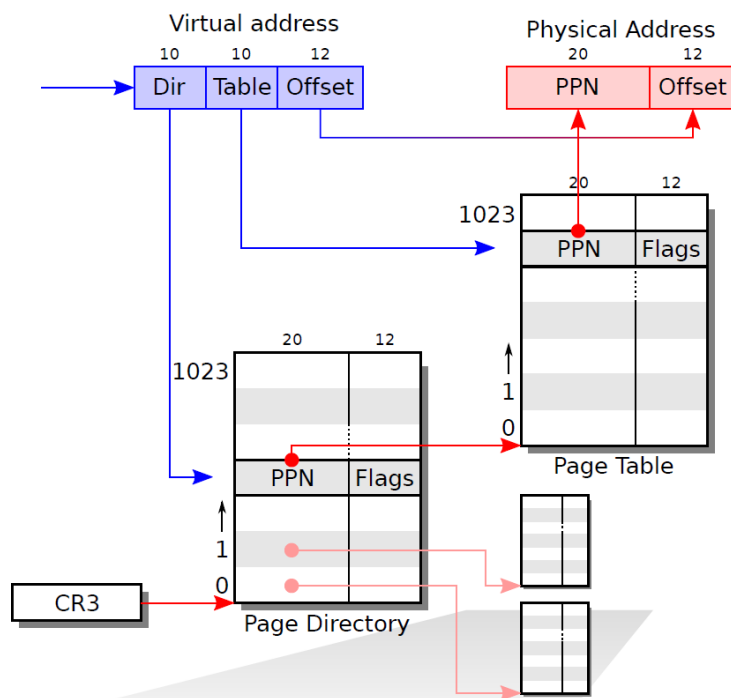 Virtual address
10 10 12
Dir Table Offset
Physical Address
20 12
PPN Offset
20 12
1023
PPN Flags
1
0
Page Table
20 12
1023
PPN Flags
1
0
Page Directory
CR3